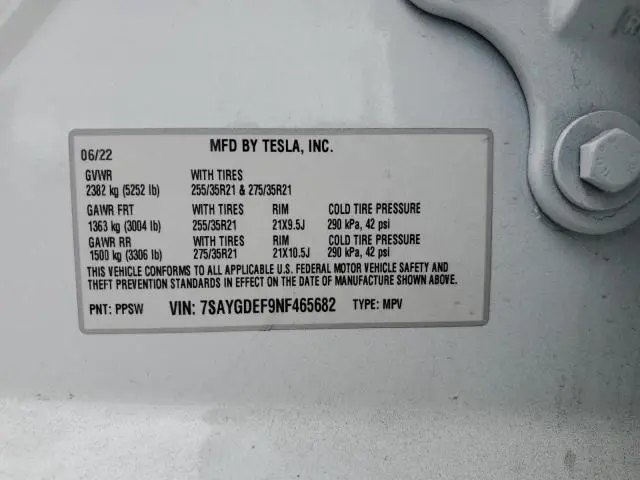 MFD BY TESLA, INC.
06/22
GVWR WITH TIRES
2382 kg (5252 lb) 255/35R21 & 275/35R21
GAWR FRT WITH TIRES RIM COLD TIRE PRESSURE
1363 kg (3004 lb) 255/35R21 21X9.5J 290 kPa, 42 psi
GAWR RR WITH TIRES RIM COLD TIRE PRESSURE
1500 kg (3306 lb) 275/35R21 21X10.5J 290 kPa, 42 psi
THIS VEHICLE CONFORMS TO ALL APPLICABLE U.S. FEDERAL MOTOR VEHICLE SAFETY AND
THEFT PREVENTION STANDARDS IN EFFECT ON THE DATE OF MANUFACTURE SHOWN ABOVE.
PNT: PPSW VIN: 7SAYGDEF9NF465682 TYPE: MPV